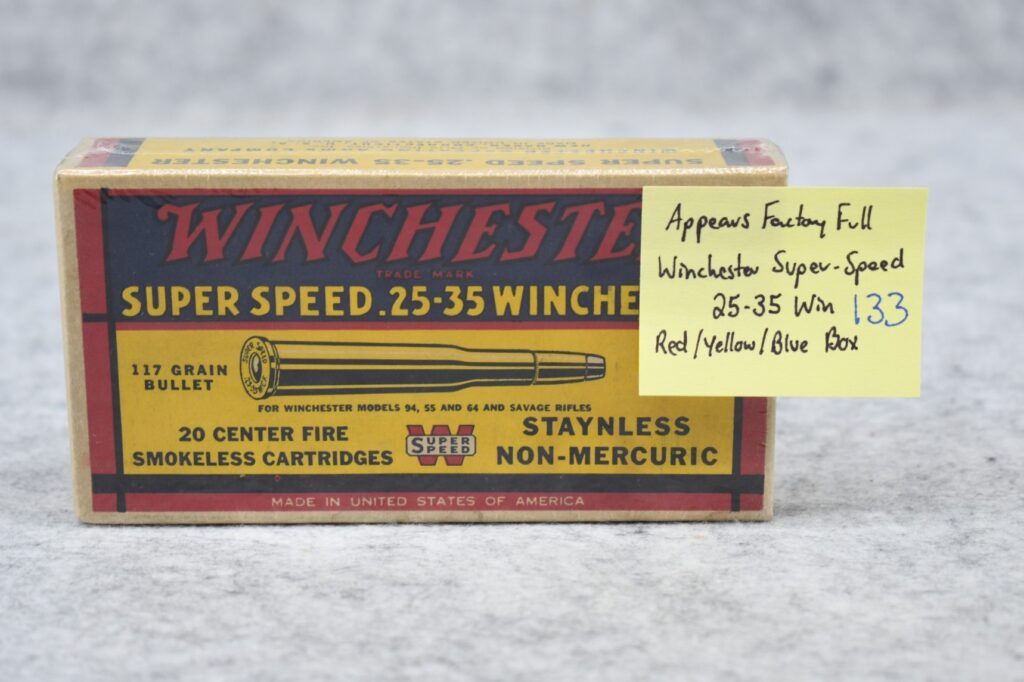 SUPER SPEED .25-35 WINCHESTER
WINCHESTE
TRADE MARK
SUPER SPEED .25-35 WINCHE
117 GRAIN
BULLET
FOR WINCHESTER MODELS 94, 55 AND 64 AND SAVAGE RIFLES
20 CENTER FIRE
SMOKELESS CARTRIDGES
SUPER
SPEED
W
STAYNLESS
NON-MERCURIC
MADE IN UNITED STATES OF AMERICA
Appears Factory Full
Winchester Super-Speed
25-35 Win 133
Red/Yellow/Blue Box